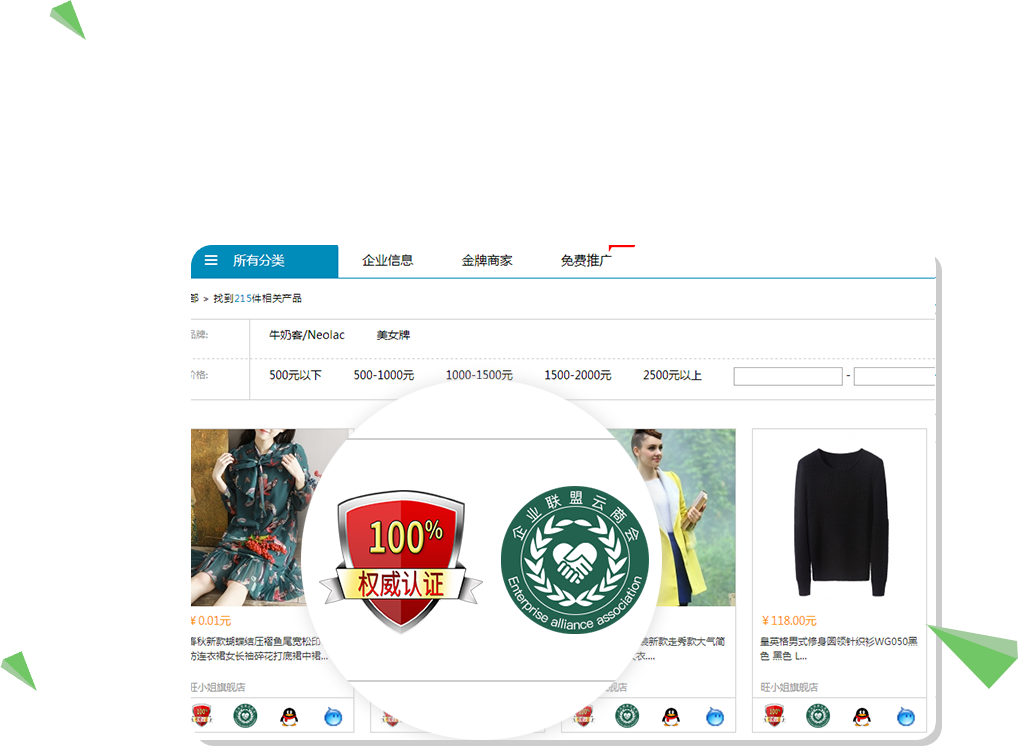 所有分类 企业信息 金牌商家 免费推广
部 » 找到215件相关产品
品牌: 牛奶客/Neolac 美女牌
价格: 500元以下 500-1000元 1000-1500元 1500-2000元 2500元以上 -
100%
权威认证
企业联盟云商会
Enterprise alliance association
¥0.01元
春秋新款蝴蝶结压褶鱼尾宽松印
仿连衣裙女长袖碎花打底裙中裙...
旺小姐旗舰店
装新款走秀款大气简
大衣....
旗舰店
¥118.00元
皇英格男式修身圆领针织衫WG050黑
色 黑色 L...
旺小姐旗舰店